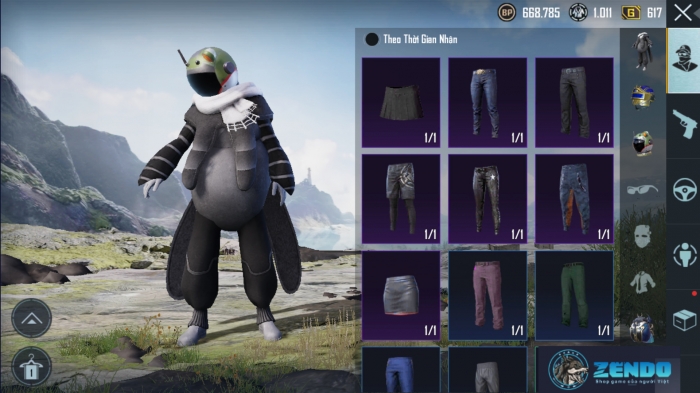 BP 668.785 1.011 G 617
Theo Thời Gian Nhận
1/1 1/1 1/1
1/1 1/1 1/1
1/1 1/1 1/1
ZENDO
Shop game của người Việt